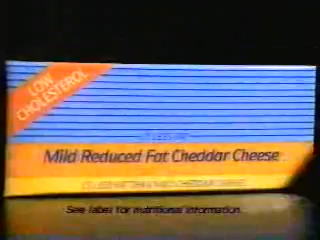 LOW
CHOLESTEROL
Mild Reduced Fat Cheddar Cheese
See label for nutritional information.